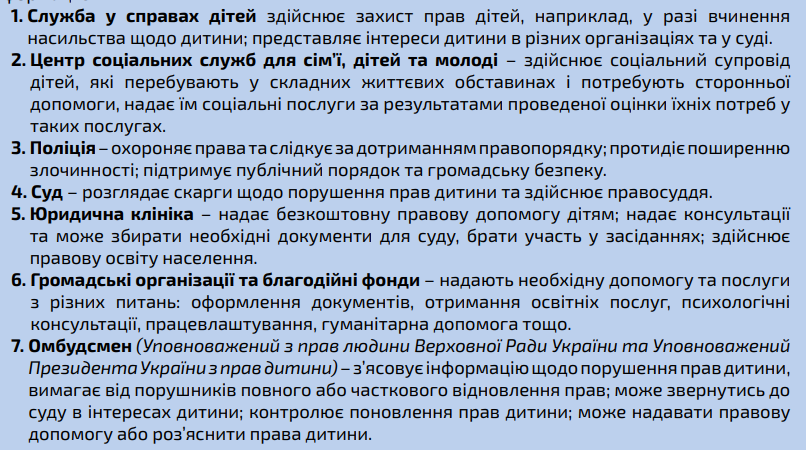 1. Служба у справах дітей здійснює захист прав дітей, наприклад, у разі вчинення
насильства щодо дитини; представляє інтереси дитини в різних організаціях та у суді.
2. Центр соціальних служб для сім'ї, дітей та молоді – здійснює соціальний супровід
дітей, які перебувають у складних життєвих обставинах і потребують сторонньої
допомоги, надає їм соціальні послуги за результатами проведеної оцінки їхніх потреб у
таких послугах.
3. Поліція – охороняє права та слідкує за дотриманням правопорядку; протидіє поширенню
злочинності; підтримує публічний порядок та громадську безпеку.
4. Суд – розглядає скарги щодо порушення прав дитини та здійснює правосуддя.
5. Юридична клініка – надає безкоштовну правову допомогу дітям; надає консультації
та може збирати необхідні документи для суду, брати участь у засіданнях; здійснює
правову освіту населення.
6. Громадські організації та благодійні фонди – надають необхідну допомогу та послуги
з різних питань: оформлення документів, отримання освітніх послуг, психологічні
консультації, працевлаштування, гуманітарна допомога тощо.
7. Омбудсмен (Уповноважений з прав людини Верховної Ради України та Уповноважений
Президента України з прав дитини) – з'ясовує інформацію щодо порушення прав дитини,
вимагає від порушників повного або часткового відновлення прав; може звернутись до
суду в інтересах дитини; контролює поновлення прав дитини; може надавати правову
допомогу або роз'яснити права дитини.